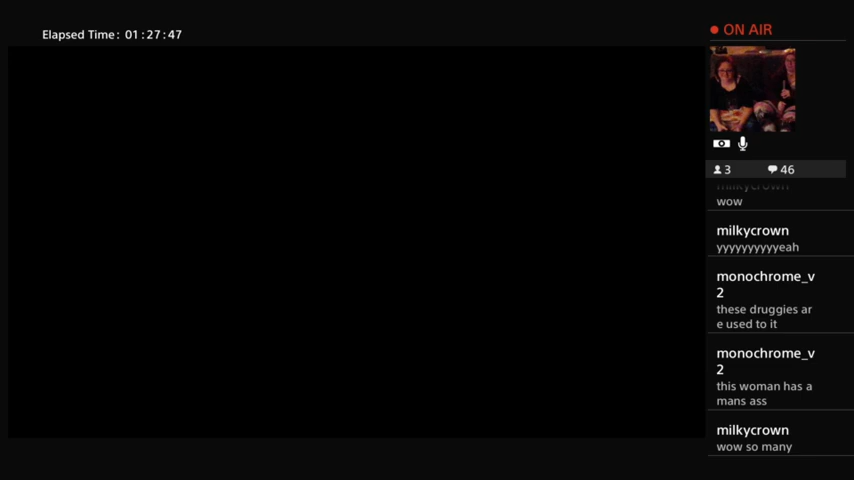 Elapsed Time: 01:27:47
ON AIR
3 46
milkycrown
wow
milkycrown
yyyyyyyyyyeah
monochrome_v
2
these druggies ar
e used to it
monochrome_v
2
this woman has a
mans ass
milkycrown
wow so many